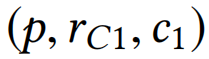 (p, r_{C1}, c_1)